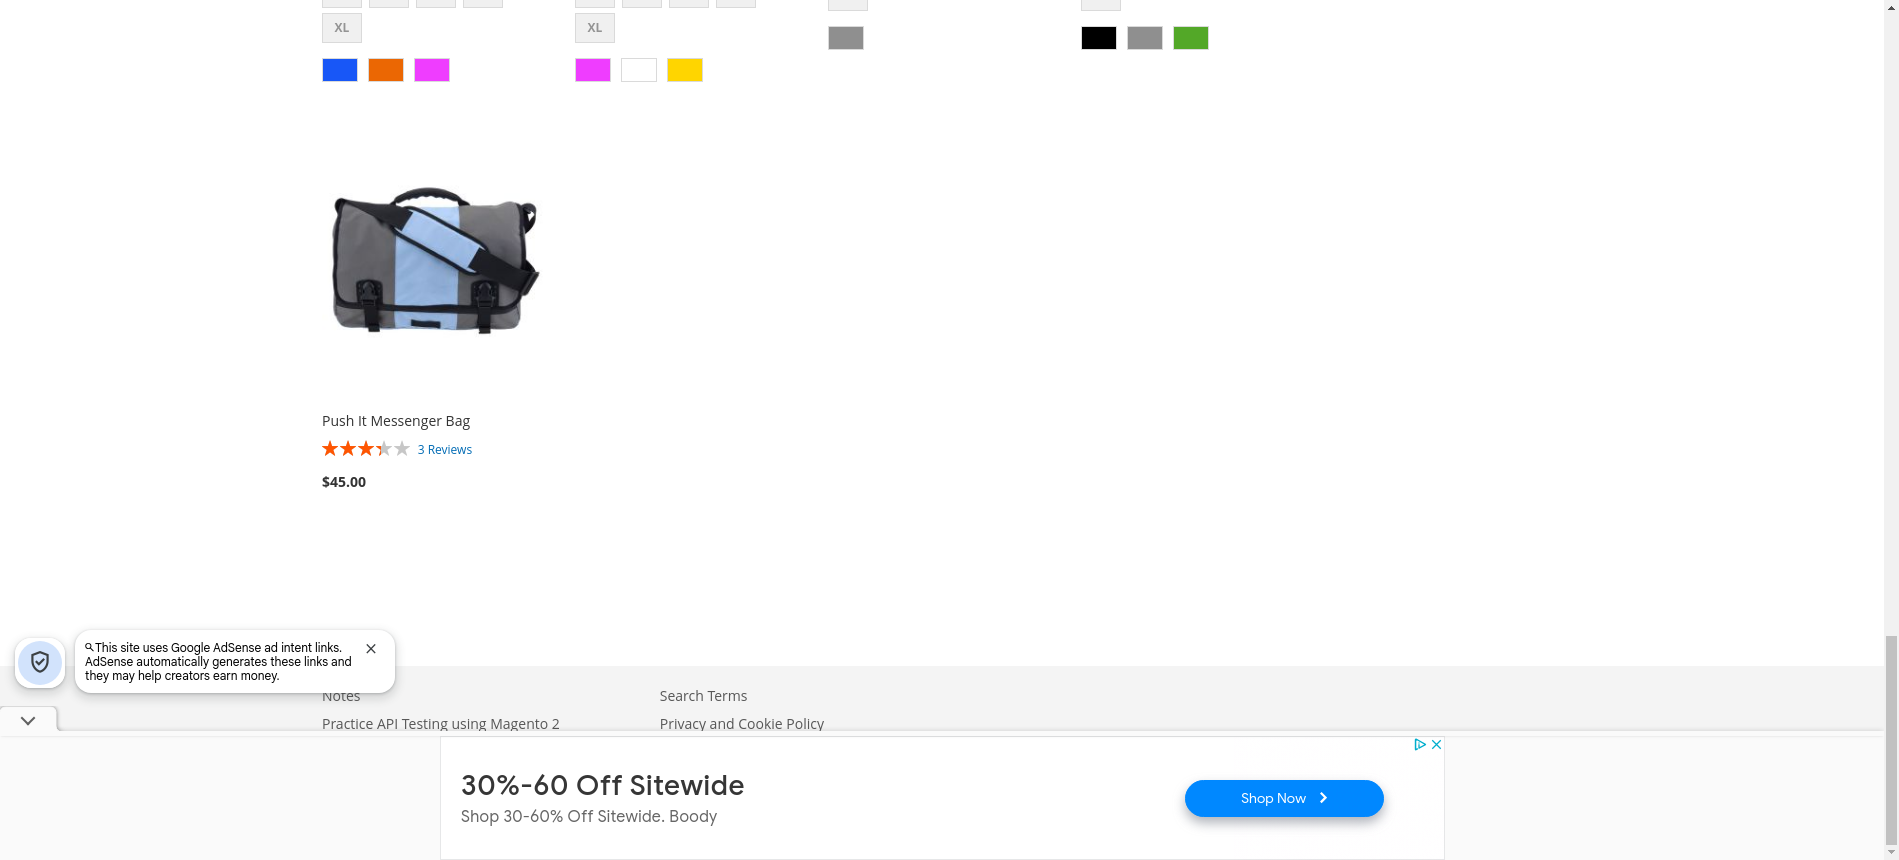 XL
XL
Push It Messenger Bag
3 Reviews
$45.00
This site uses Google AdSense ad intent links.
AdSense automatically generates these links and
they may help creators earn money.
Notes
Search Terms
Practice API Testing using Magento 2
Privacy and Cookie Policy
30%-60 Off Sitewide
Shop 30-60% Off Sitewide. Boody
Shop Now